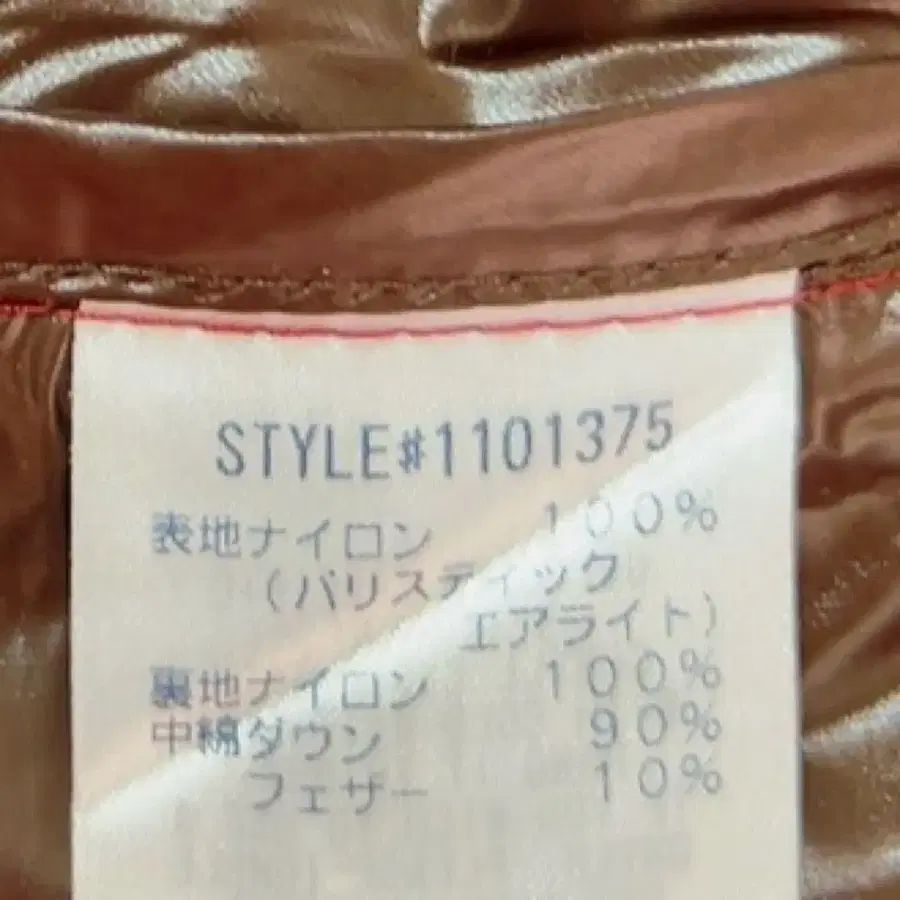 STYLE#1101375
表地ナイロン 100%
(バリスティック
エアライト)
裏地ナイロン 100%
中綿ダウン 90%
フェザー 10%